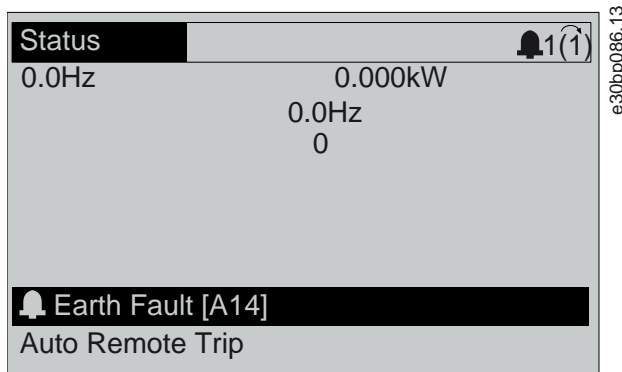 Status 1(1)
0.0Hz 0.000kW
0.0Hz
0
Earth Fault [A14]
Auto Remote Trip
e30bp086.13